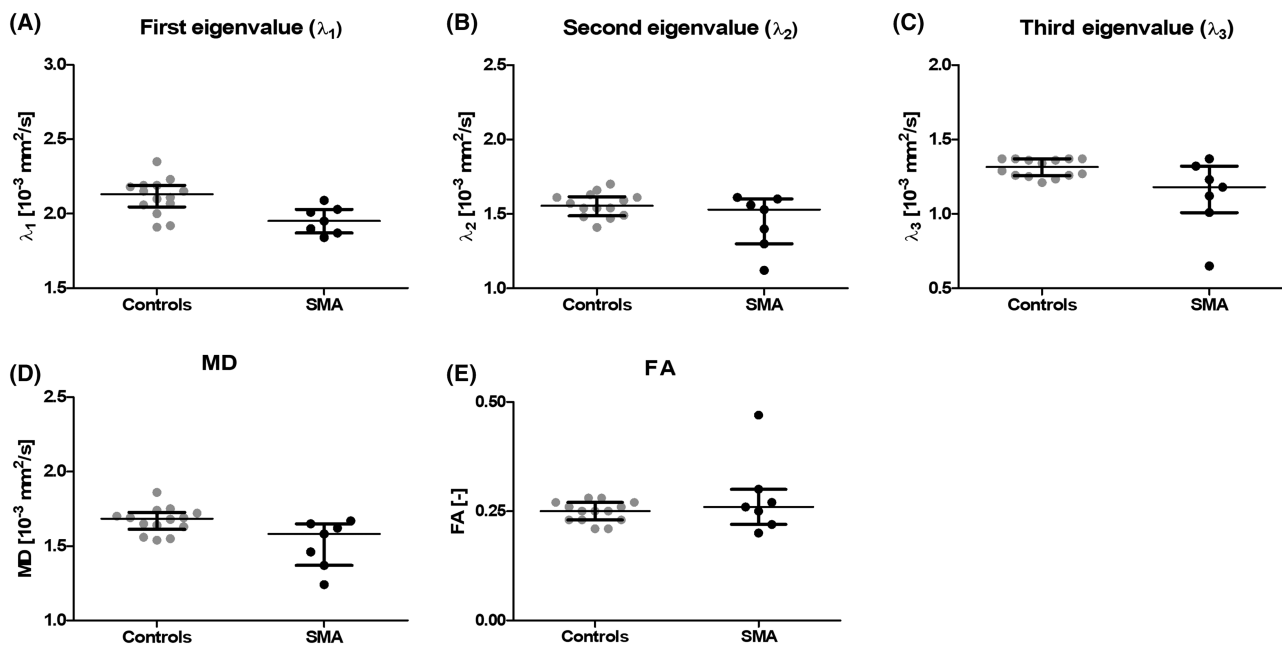 (A) First eigenvalue (λ1)
λ1 [10-3 mm2/s]
3.0
2.5
2.0
1.5
Controls SMA
(B) Second eigenvalue (λ2)
λ2 [10-3 mm2/s]
2.5
2.0
1.5
1.0
Controls SMA
(C) Third eigenvalue (λ3)
λ3 [10-3 mm2/s]
2.0
1.5
1.0
0.5
Controls SMA
(D) MD
MD [10-3 mm2/s]
2.5
2.0
1.5
1.0
Controls SMA
(E) FA
FA [-]
0.50
0.25
0.00
Controls SMA